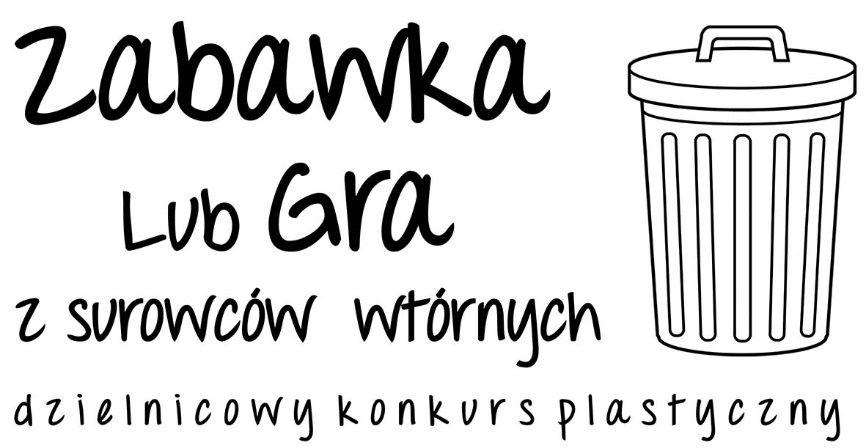 Zabawka
Lub Gra
z surowców wtórnych
dzielnicowy konkurs plastyczny